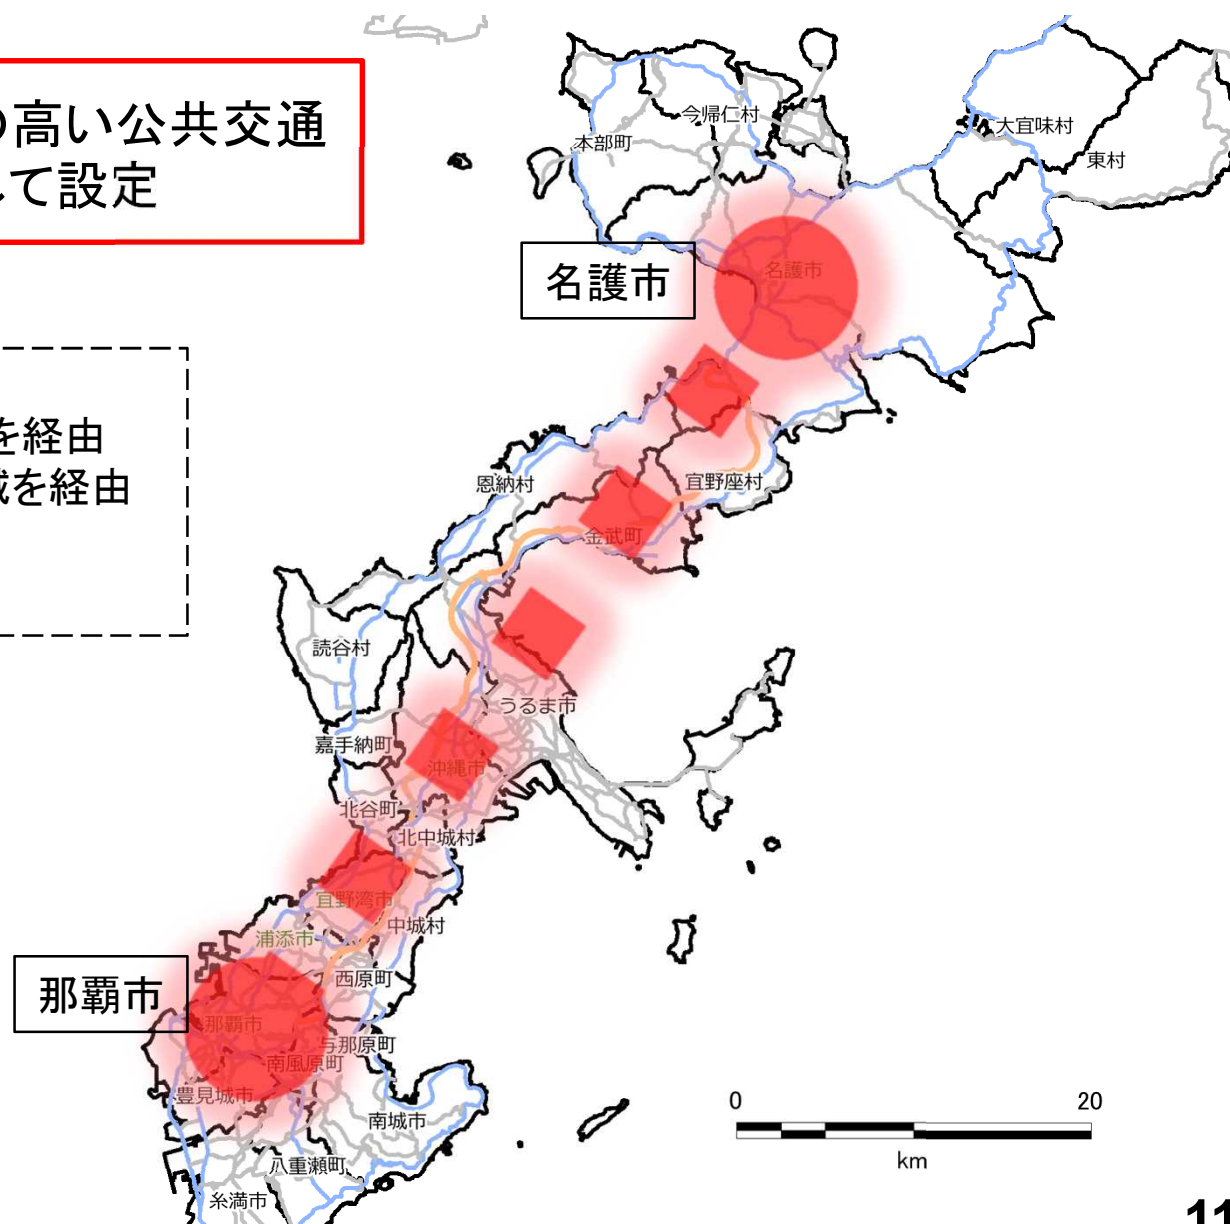 の高い公共交通
して設定
を経由
域を経由
今帰仁村
本部町
大宜味村
東村
名護市
名護市
恩納村
宜野座村
金武町
読谷村
うるま市
嘉手納町
沖縄市
北谷町
北中城村
宜野湾市
中城村
浦添市
西原町
那覇市
那覇市
与那原町
南風原町
豊見城市
南城市
八重瀬町
糸満市
0
20
km
11